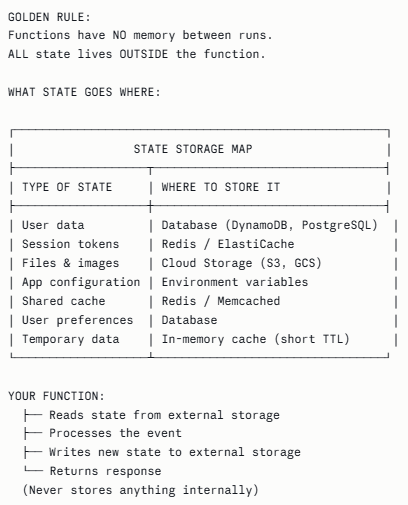 GOLDEN RULE:
Functions have NO memory between runs.
ALL state lives OUTSIDE the function.
WHAT STATE GOES WHERE:
STATE STORAGE MAP
TYPE OF STATE | WHERE TO STORE IT
User data | Database (DynamoDB, PostgreSQL)
Session tokens | Redis / ElastiCache
Files & images | Cloud Storage (S3, GCS)
App configuration | Environment variables
Shared cache | Redis / Memcached
User preferences | Database
Temporary data | In-memory cache (short TTL)
YOUR FUNCTION:
├── Reads state from external storage
├── Processes the event
├── Writes new state to external storage
└── Returns response
(Never stores anything internally)